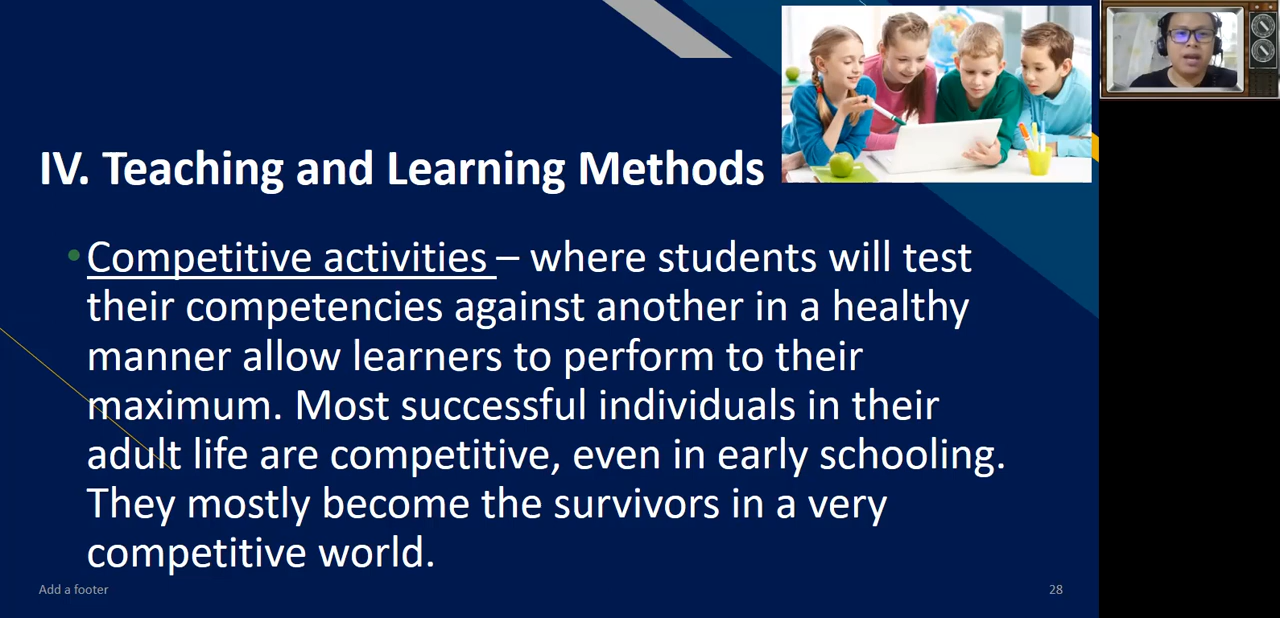 IV. Teaching and Learning Methods
• Competitive activities – where students will test
their competencies against another in a healthy
manner allow learners to perform to their
maximum. Most successful individuals in their
adult life are competitive, even in early schooling.
They mostly become the survivors in a very
competitive world.
Add a footer
28